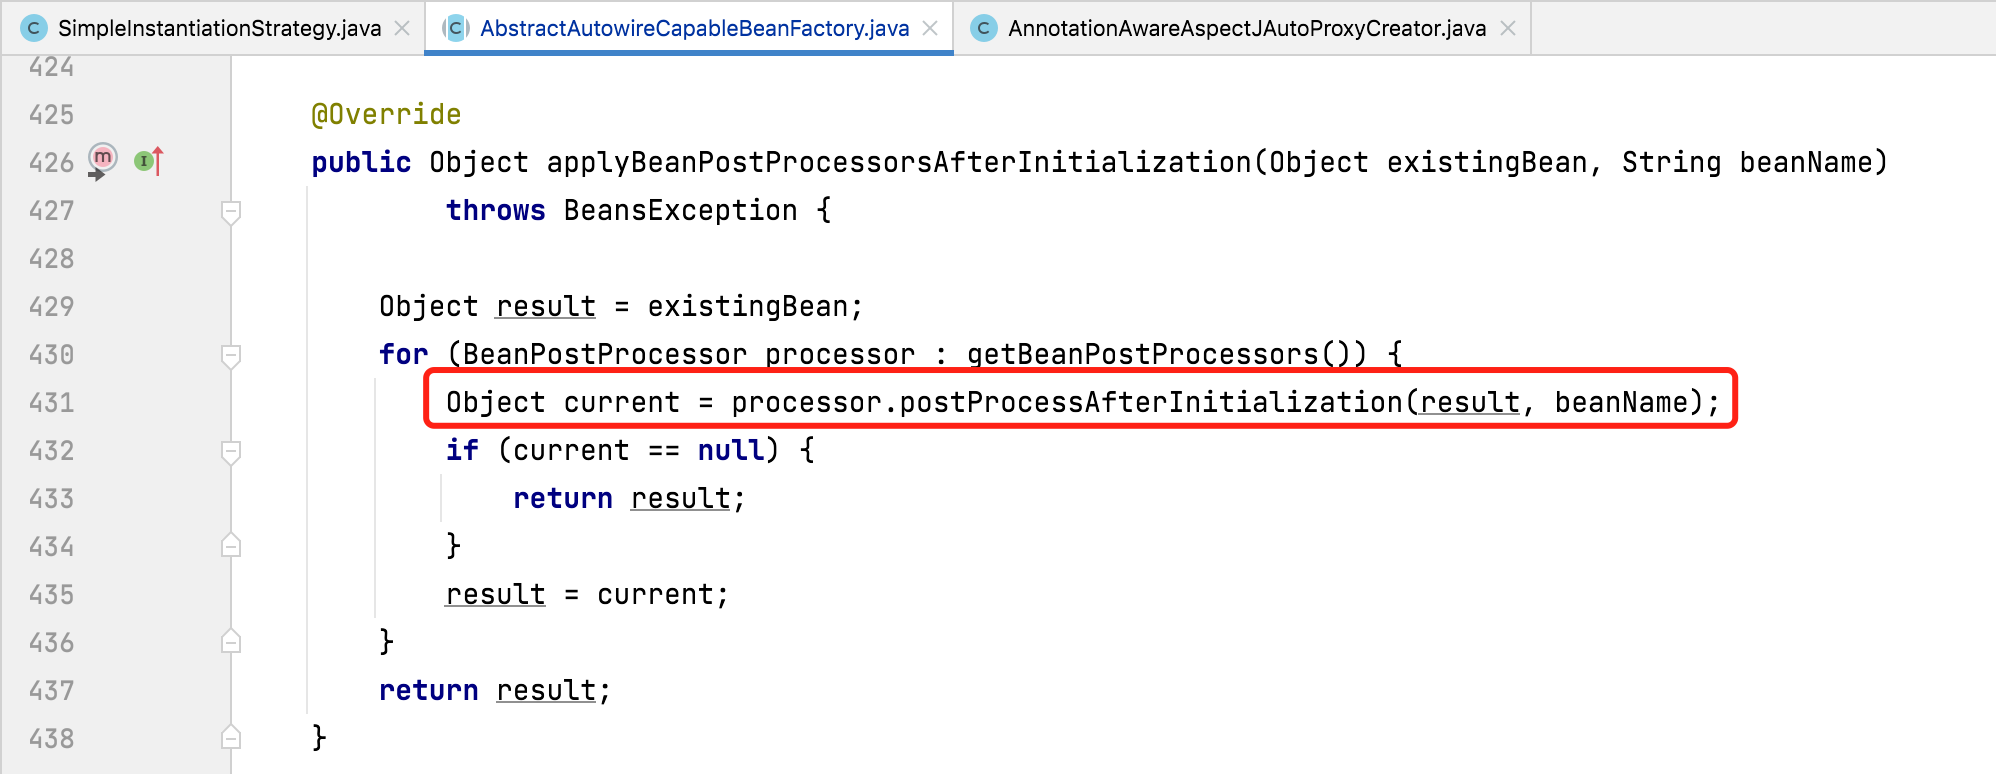 SimpleInstantiationStrategy.java AbstractAutowireCapableBeanFactory.java AnnotationAwareAspectJAutoProxyCreator.java
424
425 @Override
426 public Object applyBeanPostProcessorsAfterInitialization(Object existingBean, String beanName)
427 throws BeansException {
428
429 Object result = existingBean;
430 for (BeanPostProcessor processor : getBeanPostProcessors()) {
431 Object current = processor.postProcessAfterInitialization(result, beanName);
432 if (current == null) {
433 return result;
434 }
435 result = current;
436 }
437 return result;
438 }